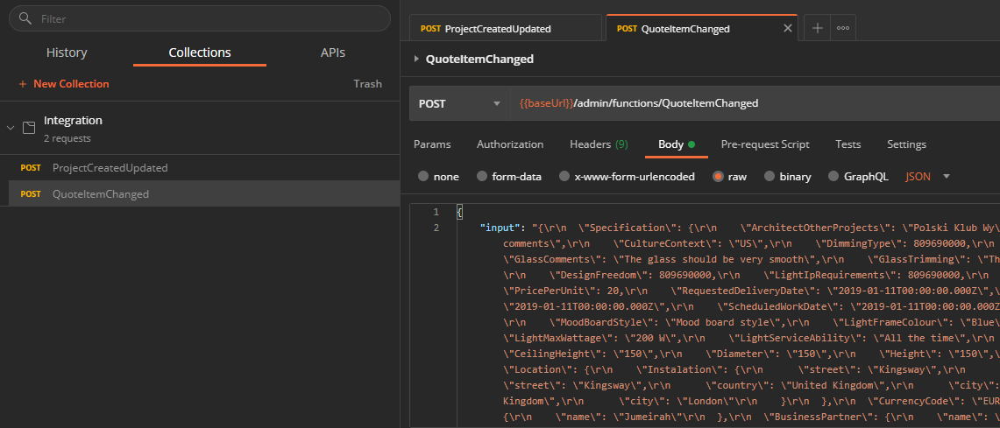 Filter
History Collections APIs
+ New Collection Trash
Integration
2 requests
POST ProjectCreatedUpdated
POST QuoteItemChanged
POST ProjectCreatedUpdated POST QuoteItemChanged × + •••
QuoteItemChanged
POST {{baseUrl}}/admin/functions/QuoteItemChanged
Params Authorization Headers (9) Body Pre-request Script Tests Settings
none form-data x-www-form-urlencoded raw binary GraphQL JSON
1 {
2 "input": "{\r\n  \"Specification\": {\r\n    \"ArchitectOtherProjects\": \"Polski Klub Wy\
comments\",\r\n    \"CultureContext\": \"US\",\r\n    \"DimmingType\": 809690000,\r\n
\"GlassComments\": \"The glass should be very smooth\",\r\n    \"GlassTrimming\": \"Th
\r\n    \"DesignFreedom\": 809690000,\r\n    \"LightIpRequirements\": 809690000,\r\n
\"PricePerUnit\": 20,\r\n    \"RequestedDeliveryDate\": \"2019-01-11T00:00:00.000Z\",\
\"2019-01-11T00:00:00.000Z\",\r\n    \"ScheduledWorkDate\": \"2019-01-11T00:00:00.000Z
\r\n    \"MoodBoardStyle\": \"Mood board style\",\r\n    \"LightFrameColour\": \"Blue\
\"LightMaxWattage\": \"200 W\",\r\n    \"LightServiceAbility\": \"All the time\",\r\n
\"CeilingHeight\": \"150\",\r\n    \"Diameter\": \"150\",\r\n    \"Height\": \"150\",\
\"Location\": {\r\n    \"Instalation\": {\r\n      \"street\": \"Kingsway\",\r\n
\"street\": \"Kingsway\",\r\n      \"country\": \"United Kingdom\",\r\n      \"city\":
Kingdom\",\r\n      \"city\": \"London\"\r\n    }\r\n  },\r\n  \"CurrencyCode\": \"EUR
{\r\n    \"name\": \"Jumeirah\"\r\n  },\r\n  \"BusinessPartner\": {\r\n    \"name\": \